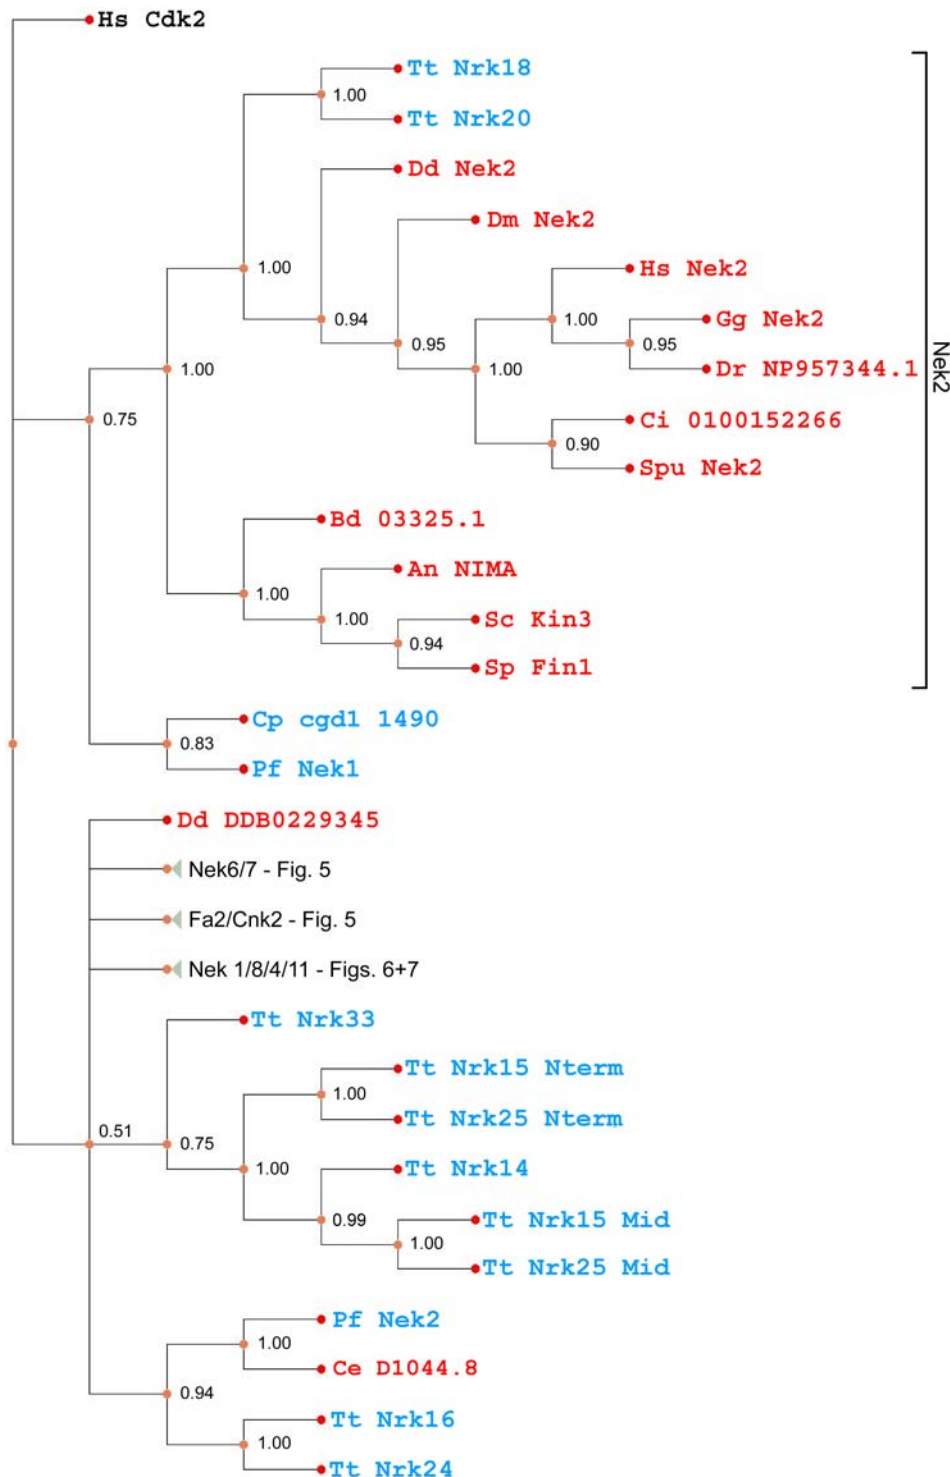 Hs Cdk2
Tt Nrk18
1.00
Tt Nrk20
Dd Nek2
Dm Nek2
1.00
Hs Nek2
0.94
1.00
Gg Nek2
0.95
0.95
1.00
1.00
Dr NP957344.1
Nek2
0.75
Ci 0100152266
0.90
Spu Nek2
Bd 03325.1
An NIMA
1.00
1.00
Sc Kin3
0.94
Sp Fin1
Cp cgd1 1490
0.83
Pf Nek1
Dd DDB0229345
Nek6/7 - Fig. 5
Fa2/Cnk2 - Fig. 5
Nek 1/8/4/11 - Figs. 6+7
Tt Nrk33
Tt Nrk15 Nterm
1.00
Tt Nrk25 Nterm
0.51
0.75
1.00
Tt Nrk14
0.99
Tt Nrk15 Mid
1.00
Tt Nrk25 Mid
Pf Nek2
1.00
Ce D1044.8
0.94
Tt Nrk16
1.00
Tt Nrk24